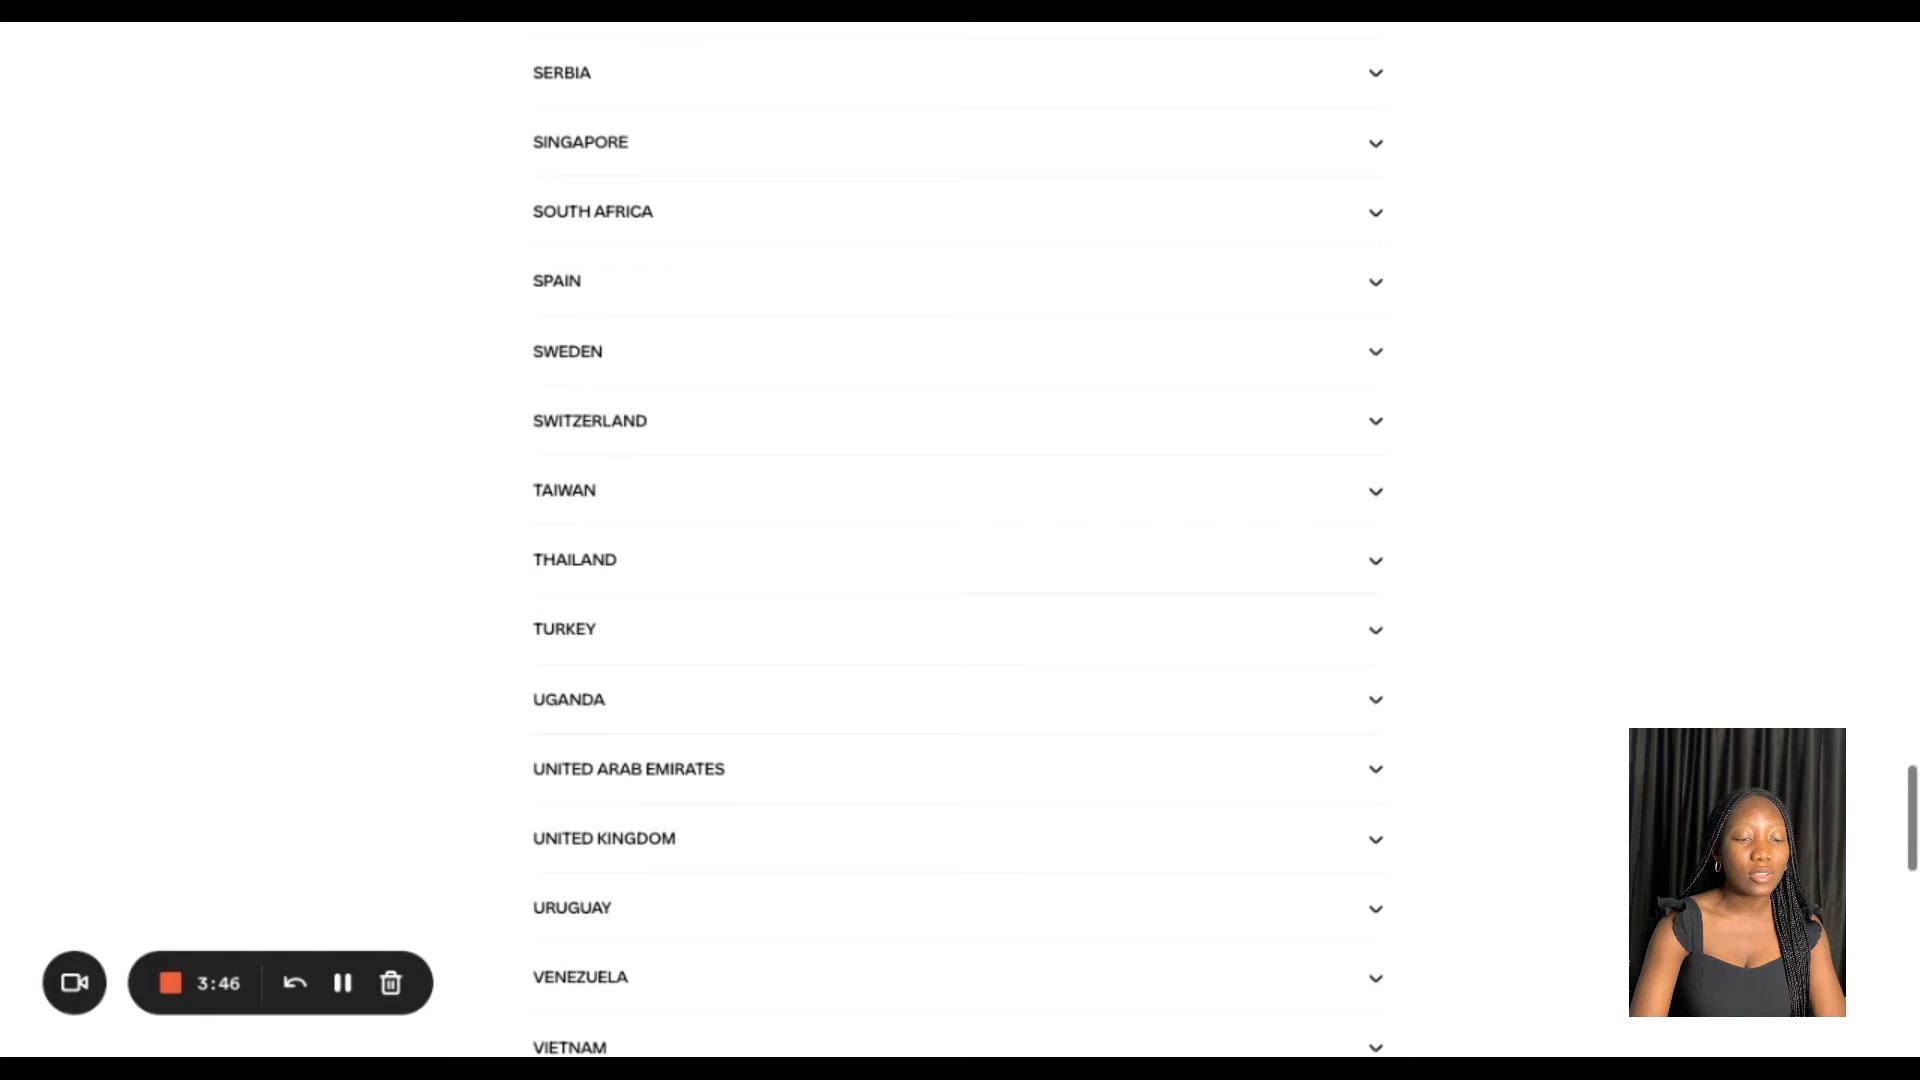 SERBIA
SINGAPORE
SOUTH AFRICA
SPAIN
SWEDEN
SWITZERLAND
TAIWAN
THAILAND
TURKEY
UGANDA
UNITED ARAB EMIRATES
UNITED KINGDOM
URUGUAY
VENEZUELA
3:46
VIETNAM